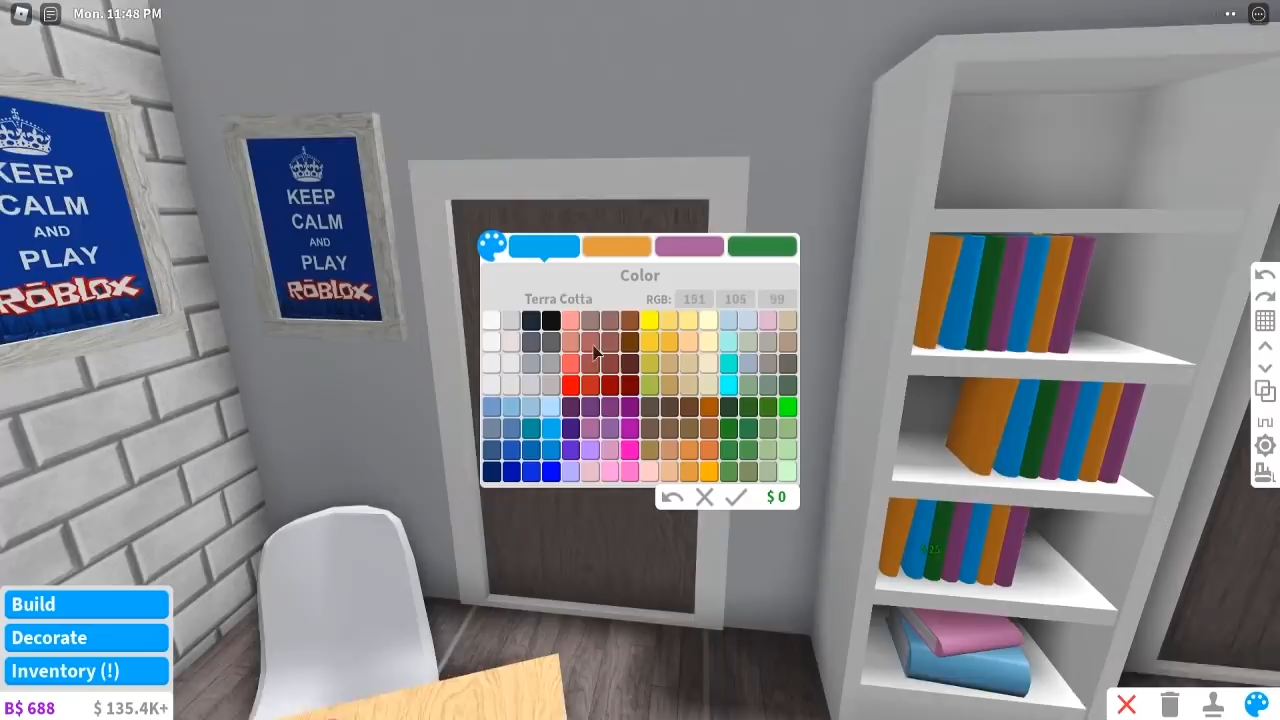 Mon. 11:48 PM
KEEP
CALM
AND
PLAY
ROBLOX
KEEP
CALM
AND
PLAY
ROBLOX
Color
Terra Cotta
RGB: 151 105 99
$ 0
Build
Decorate
Inventory (!)
B$ 688 $ 135.4K+